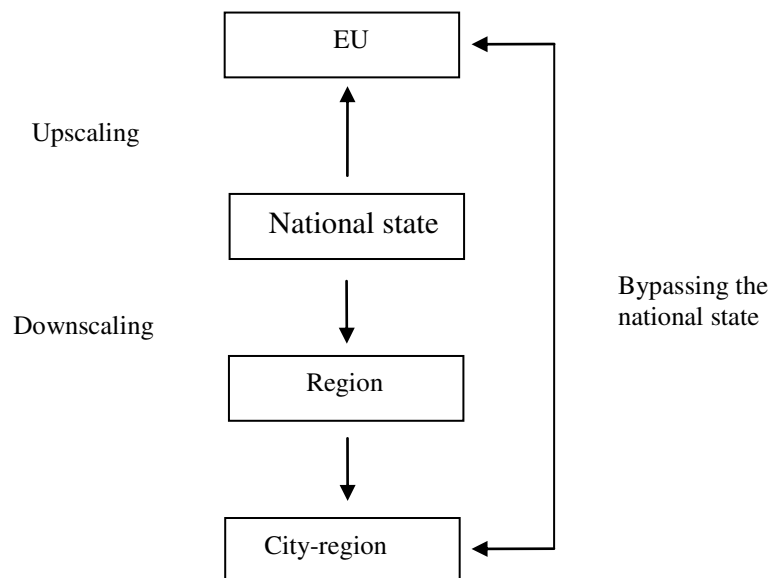 EU
Upscaling
National state
Bypassing the
national state
Downscaling
Region
City-region